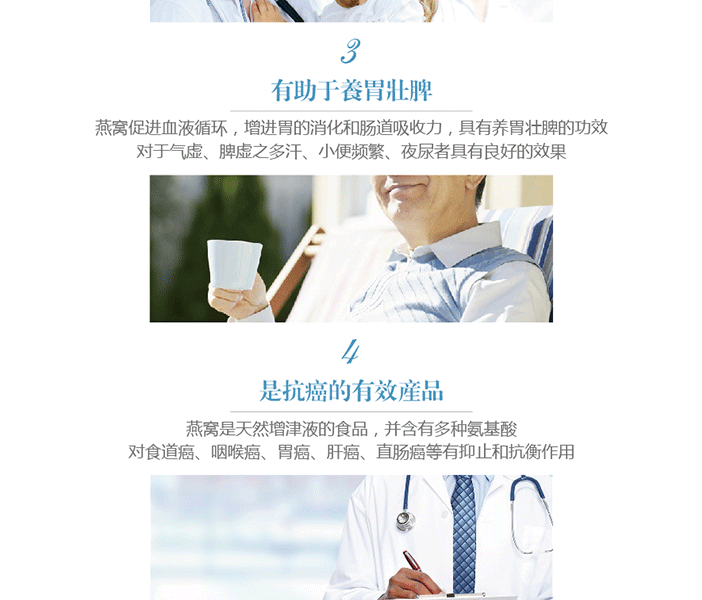 3
有助于養胃壯脾
燕窝促进血液循环，增进胃的消化和肠道吸收力，具有养胃壮脾的功效
对于气虚、脾虚之多汗、小便频繁、夜尿者具有良好的效果
4
是抗癌的有效産品
燕窝是天然增津液的食品，并含有多种氨基酸
对食道癌、咽喉癌、胃癌、肝癌、直肠癌等有抑止和抗衡作用